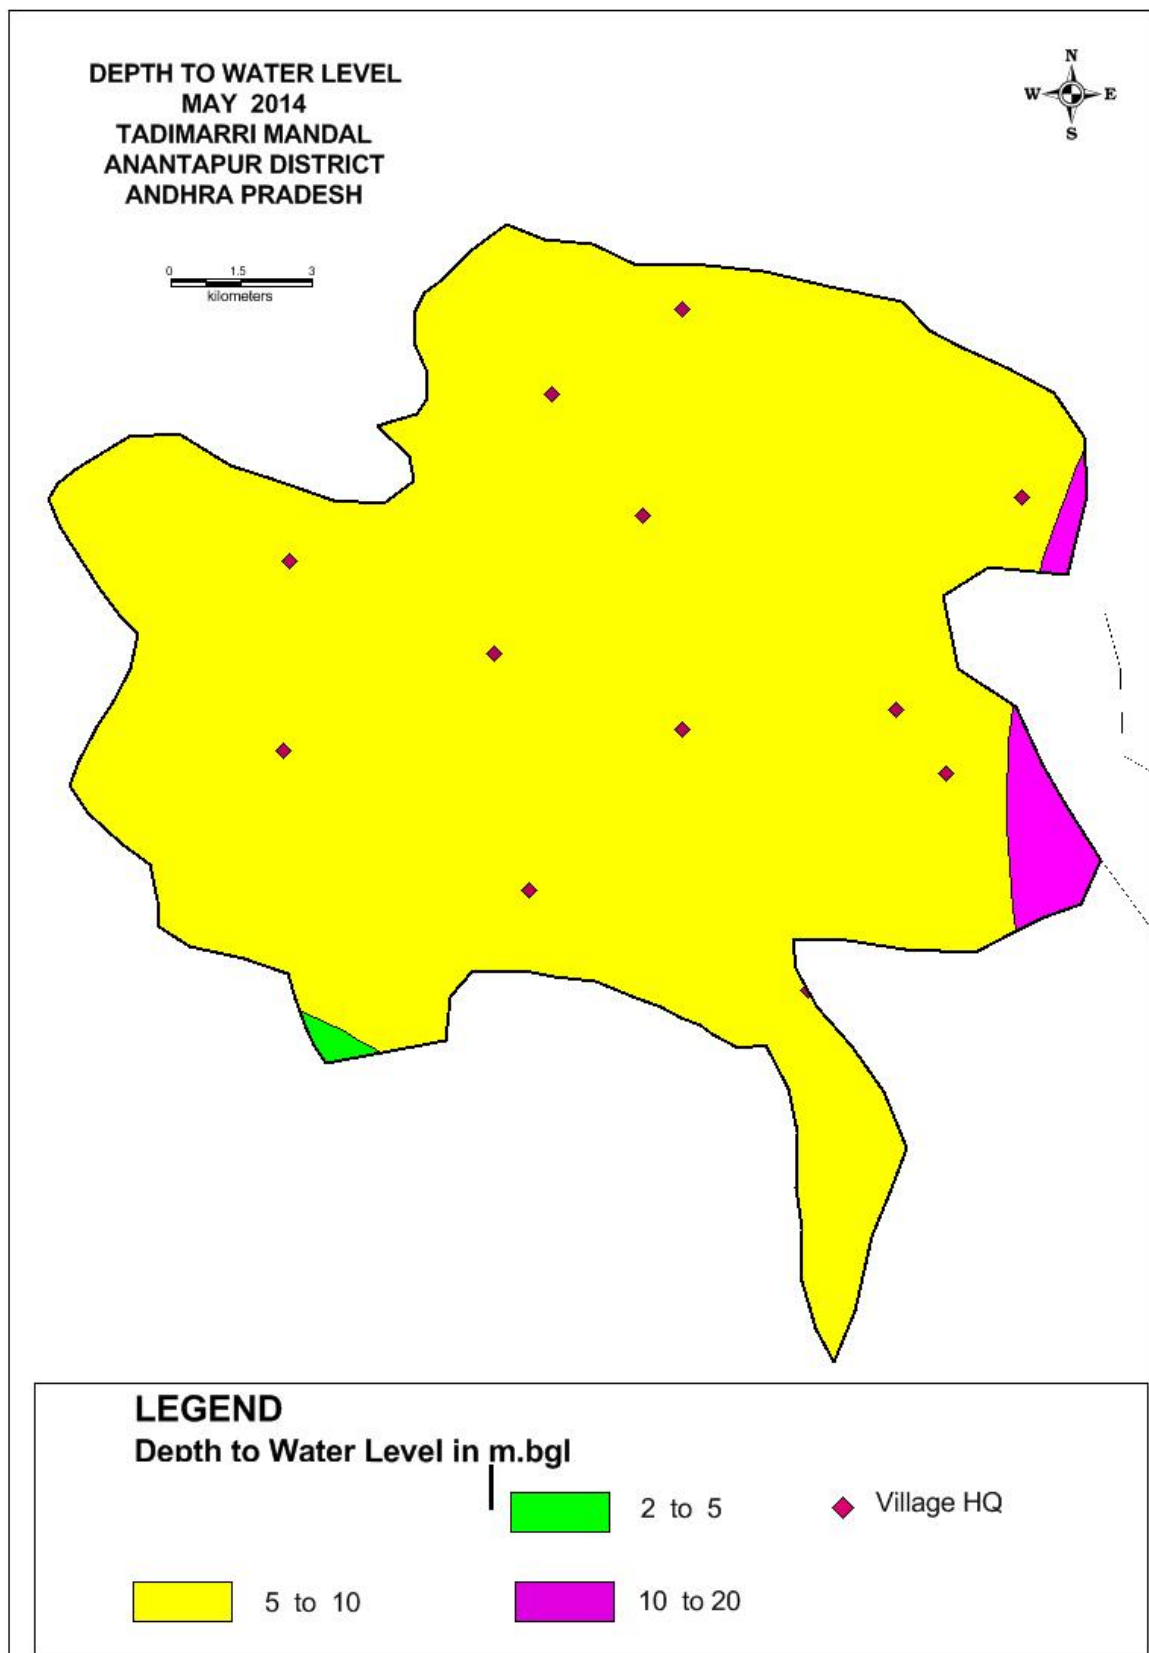 DEPTH TO WATER LEVEL
MAY 2014
TADIMARRI MANDAL
ANANTAPUR DISTRICT
ANDHRA PRADESH
N
W E
S
0 1.5 3
kilometers
LEGEND
Depth to Water Level in m.bgl
2 to 5
Village HQ
5 to 10
10 to 20